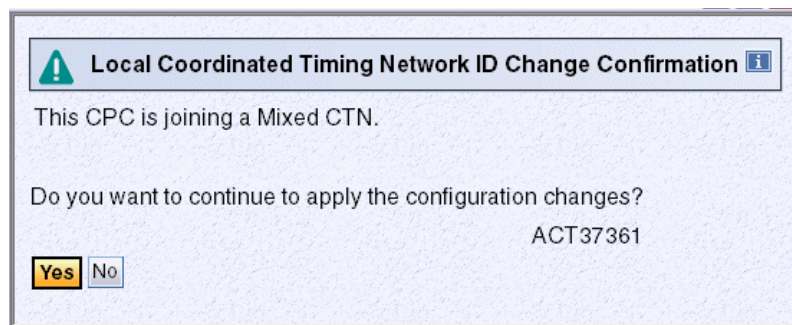 Local Coordinated Timing Network ID Change Confirmation i
This CPC is joining a Mixed CTN.
Do you want to continue to apply the configuration changes?
ACT37361
Yes No